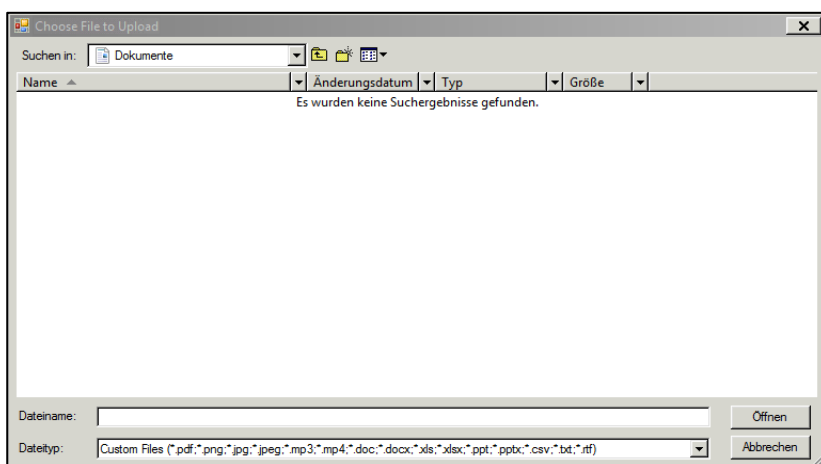 Choose File to Upload
Suchen in: Dokumente
Name Änderungsdatum Typ Größe
Es wurden keine Suchergebnisse gefunden.
Dateiname: Öffnen
Dateityp: Custom Files (*.pdf;*.png;*.jpg;*.jpeg;*.mp3;*.mp4;*.doc;*.docx;*.xls;*.xlsx;*.ppt;*.pptx;*.csv;*.txt;*.rtf) Abbrechen